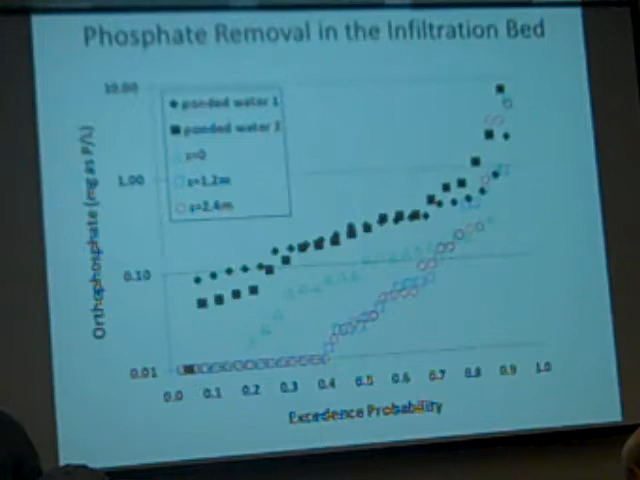 Phosphate Removal in the Infiltration Bed
Orthophosphate (mg as P/L)
10.00
1.00
0.10
0.01
ponded water 1
ponded water 2
z=0
z=1.2m
z=2.4m
0.0 0.1 0.2 0.3 0.4 0.5 0.6 0.7 0.8 0.9 1.0
Excedence Probability